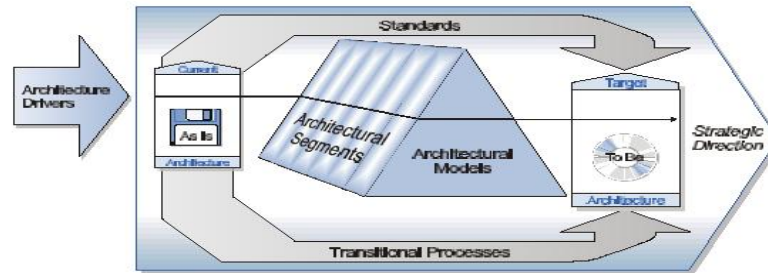 Standards
Architecture
Drivers
Current
As Is
Architecture
Architectural
Segments
Architectural
Models
Target
To Be
Architecture
Strategic
Direction
Transitional Processes